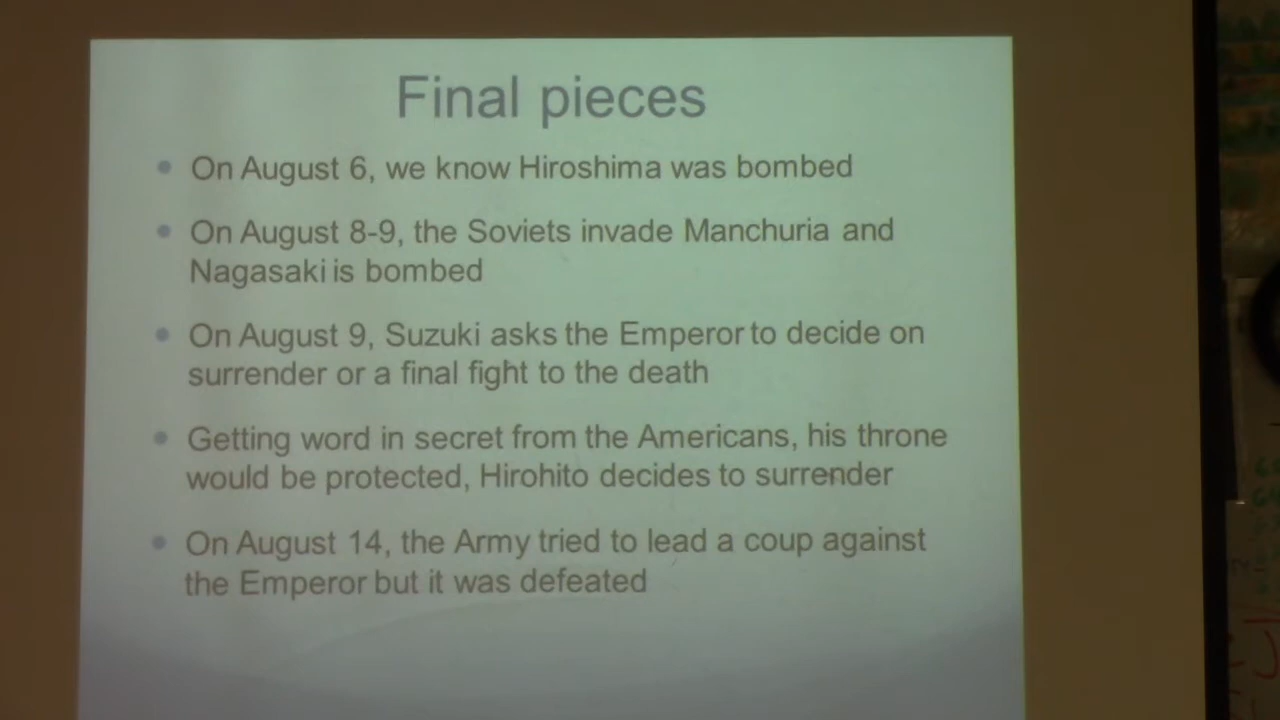 Final pieces
• On August 6, we know Hiroshima was bombed
• On August 8-9, the Soviets invade Manchuria and
Nagasaki is bombed
• On August 9, Suzuki asks the Emperor to decide on
surrender or a final fight to the death
• Getting word in secret from the Americans, his throne
would be protected, Hirohito decides to surrender
• On August 14, the Army tried to lead a coup against
the Emperor but it was defeated